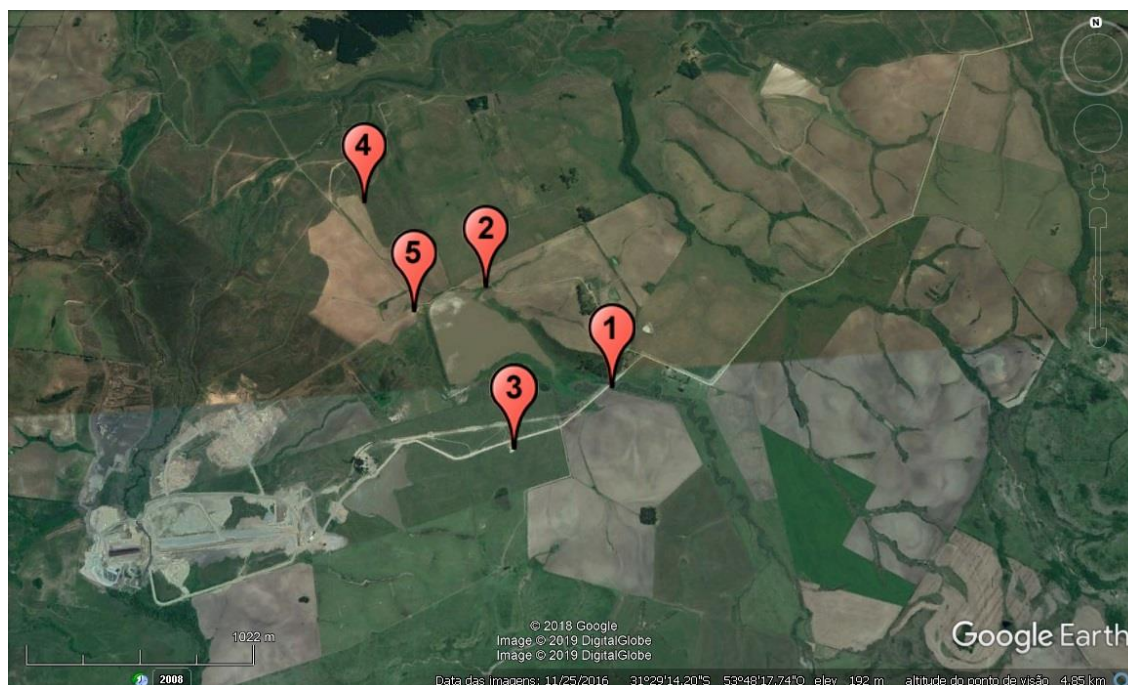 N
4
2
5
1
3
1022 m
© 2018 Google
Image © 2019 DigitalGlobe
Image © 2019 DigitalGlobe
Google Earth
2008
Data das imagens: 11/25/2016 31°29'14.20"S 53°48'17.74"O elev 192 m altitude do ponto de visão 4.85 km